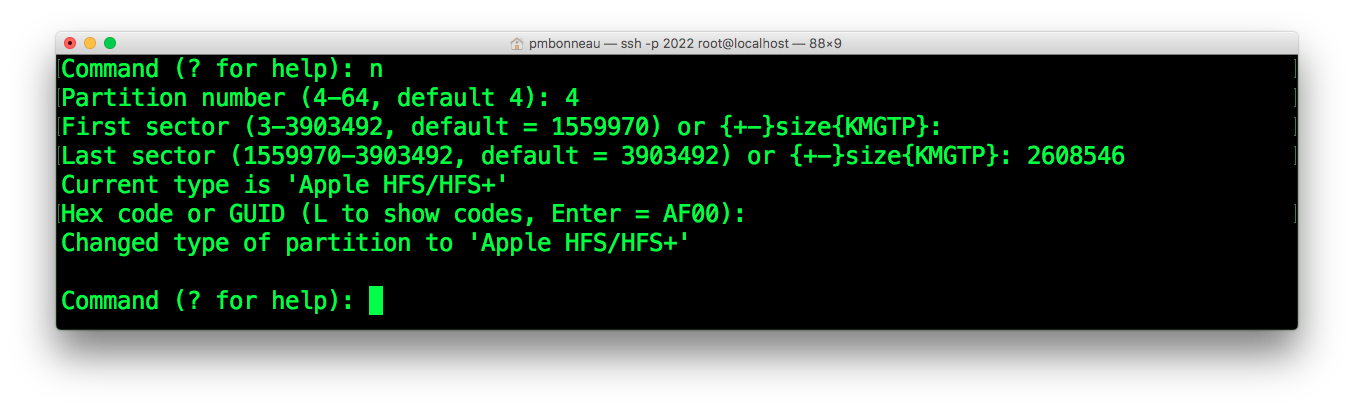 pmbonneau — ssh -p 2022 root@localhost — 88×9
Command (? for help): n
Partition number (4-64, default 4): 4
First sector (3-3903492, default = 1559970) or {+-}size{KMGTP}:
Last sector (1559970-3903492, default = 3903492) or {+-}size{KMGTP}: 2608546
Current type is 'Apple HFS/HFS+'
Hex code or GUID (L to show codes, Enter = AF00):
Changed type of partition to 'Apple HFS/HFS+'
Command (? for help):